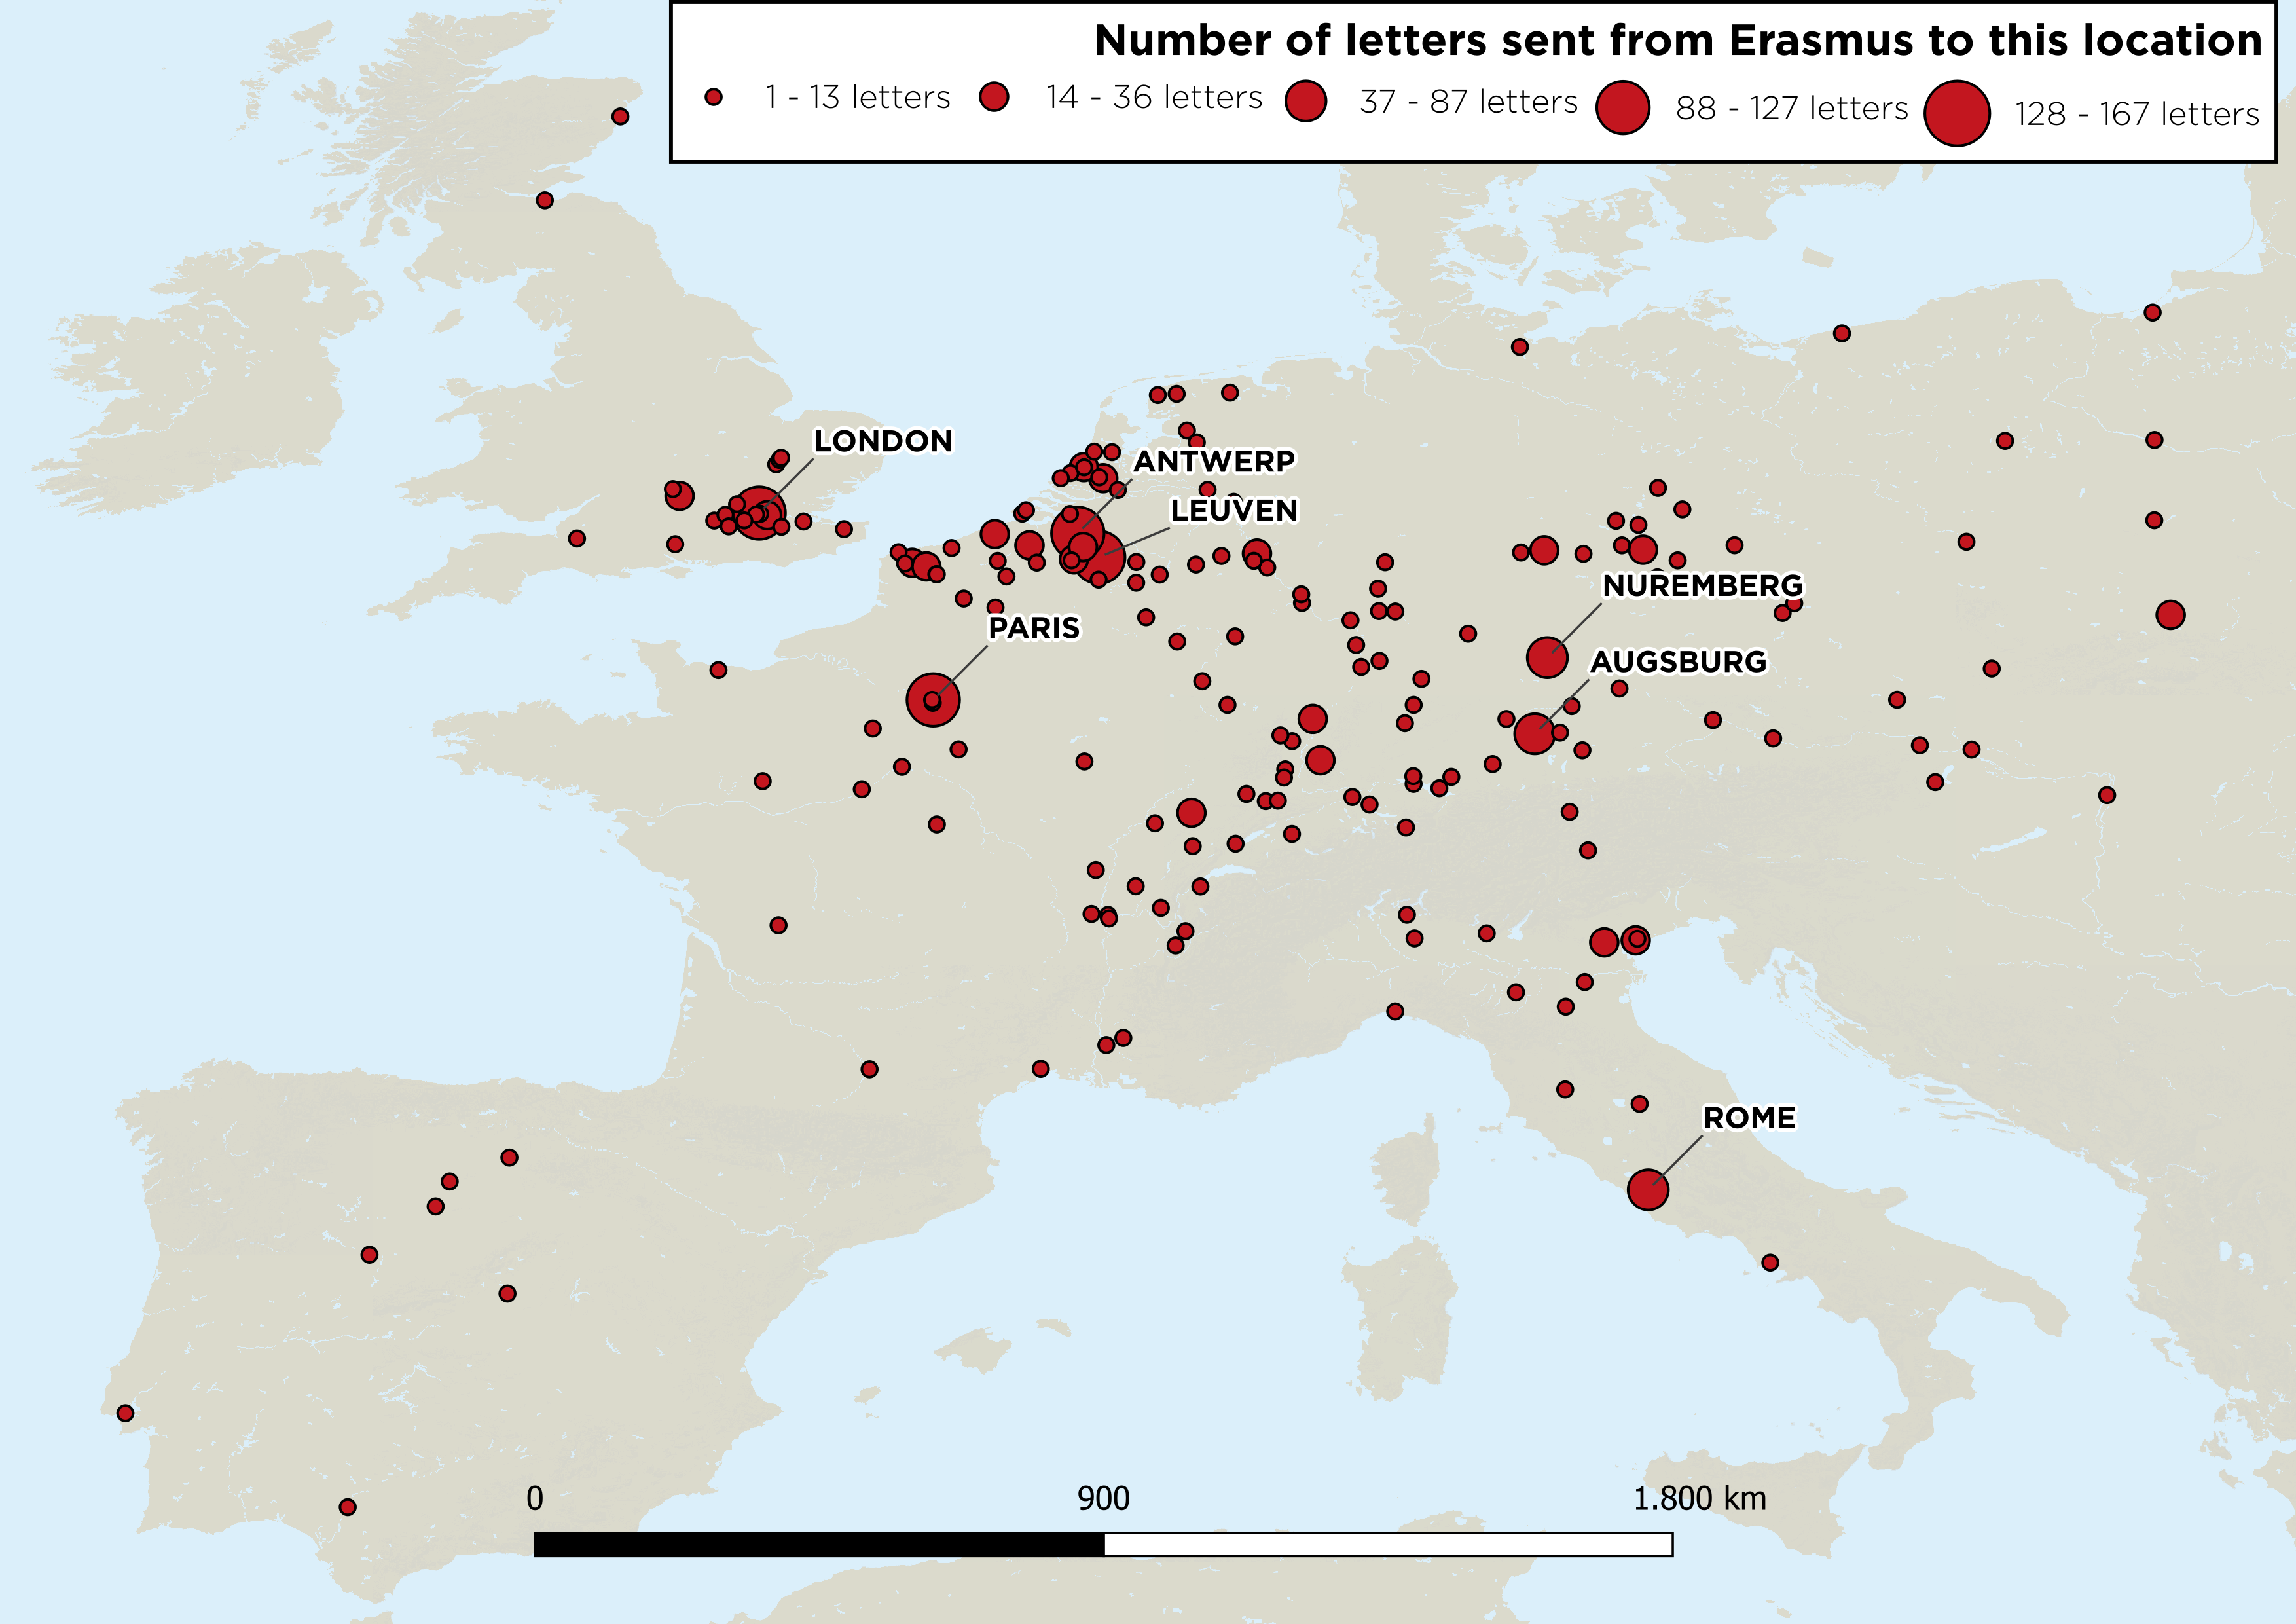 Number of letters sent from Erasmus to this location
1 - 13 letters 14 - 36 letters 37 - 87 letters 88 - 127 letters 128 - 167 letters
LONDON
ANTWERP
LEUVEN
NUREMBERG
PARIS
AUGSBURG
ROME
0 900 1.800 km